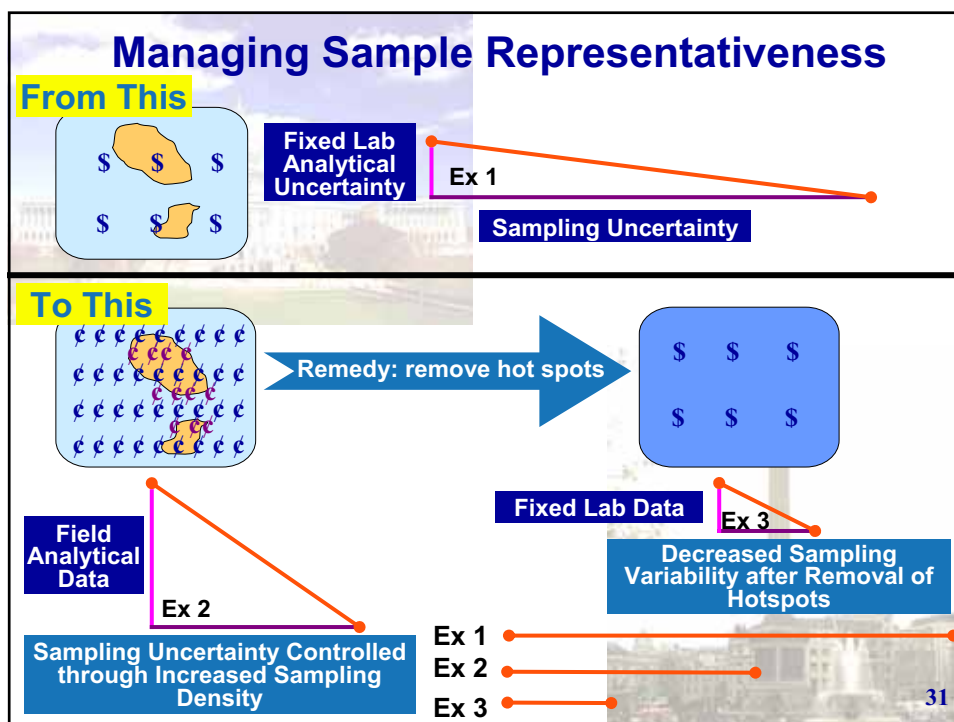 Managing Sample Representativeness
From This
$ $ $
$ $ $
Fixed Lab
Analytical
Uncertainty
Ex 1
Sampling Uncertainty
To This
¢ ¢ ¢ ¢ ¢ ¢ ¢ ¢ ¢
¢ ¢ ¢ ¢
¢ ¢ ¢ ¢ ¢ ¢ ¢ ¢ ¢
¢ ¢ ¢ ¢
¢ ¢ ¢ ¢ ¢ ¢ ¢ ¢ ¢
¢ ¢ ¢
¢ ¢ ¢ ¢ ¢ ¢ ¢ ¢ ¢
Remedy: remove hot spots
$ $ $
$ $ $
Field
Analytical
Data
Ex 2
Sampling Uncertainty Controlled
through Increased Sampling
Density
Fixed Lab Data
Ex 3
Decreased Sampling
Variability after Removal of
Hotspots
Ex 1
Ex 2
Ex 3
31